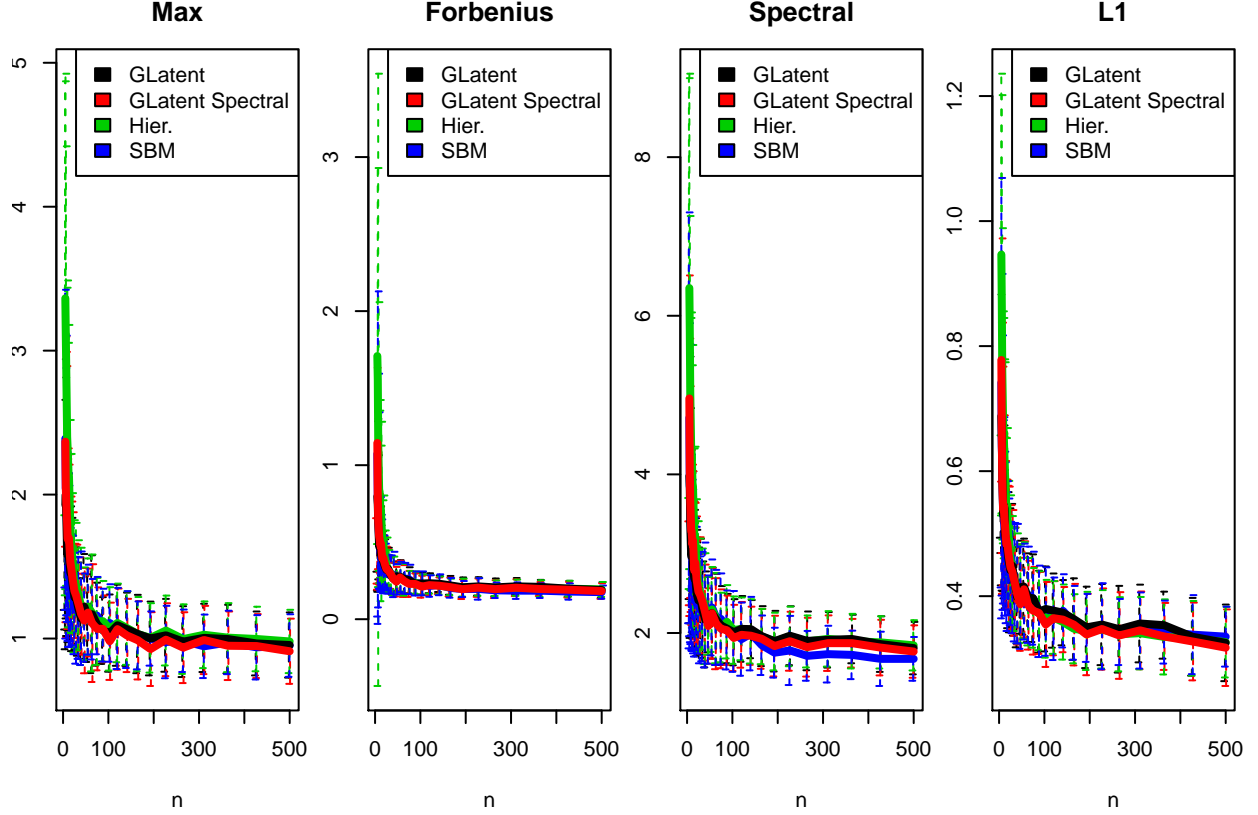 Max
Forbenius
Spectral
L1
GLatent
GLatent Spectral
Hier.
SBM
GLatent
GLatent Spectral
Hier.
SBM
GLatent
GLatent Spectral
Hier.
SBM
GLatent
GLatent Spectral
Hier.
SBM
5
4
3
2
1
3
2
1
0
8
6
4
2
1.2
1.0
0.8
0.6
0.4
0 100 300 500
0 100 300 500
0 100 300 500
0 100 300 500
n
n
n
n